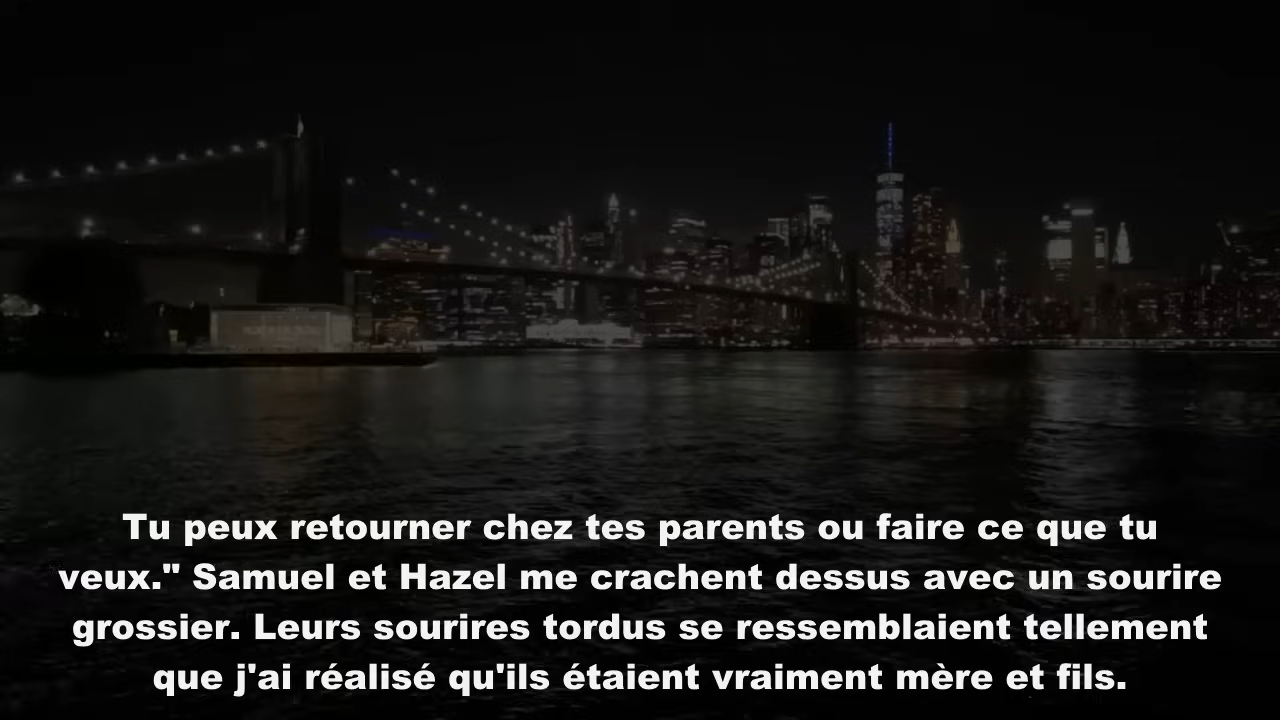 Tu peux retourner chez tes parents ou faire ce que tu
veux." Samuel et Hazel me crachent dessus avec un sourire
grossier. Leurs sourires tordus se ressemblaient tellement
que j'ai réalisé qu'ils étaient vraiment mère et fils.